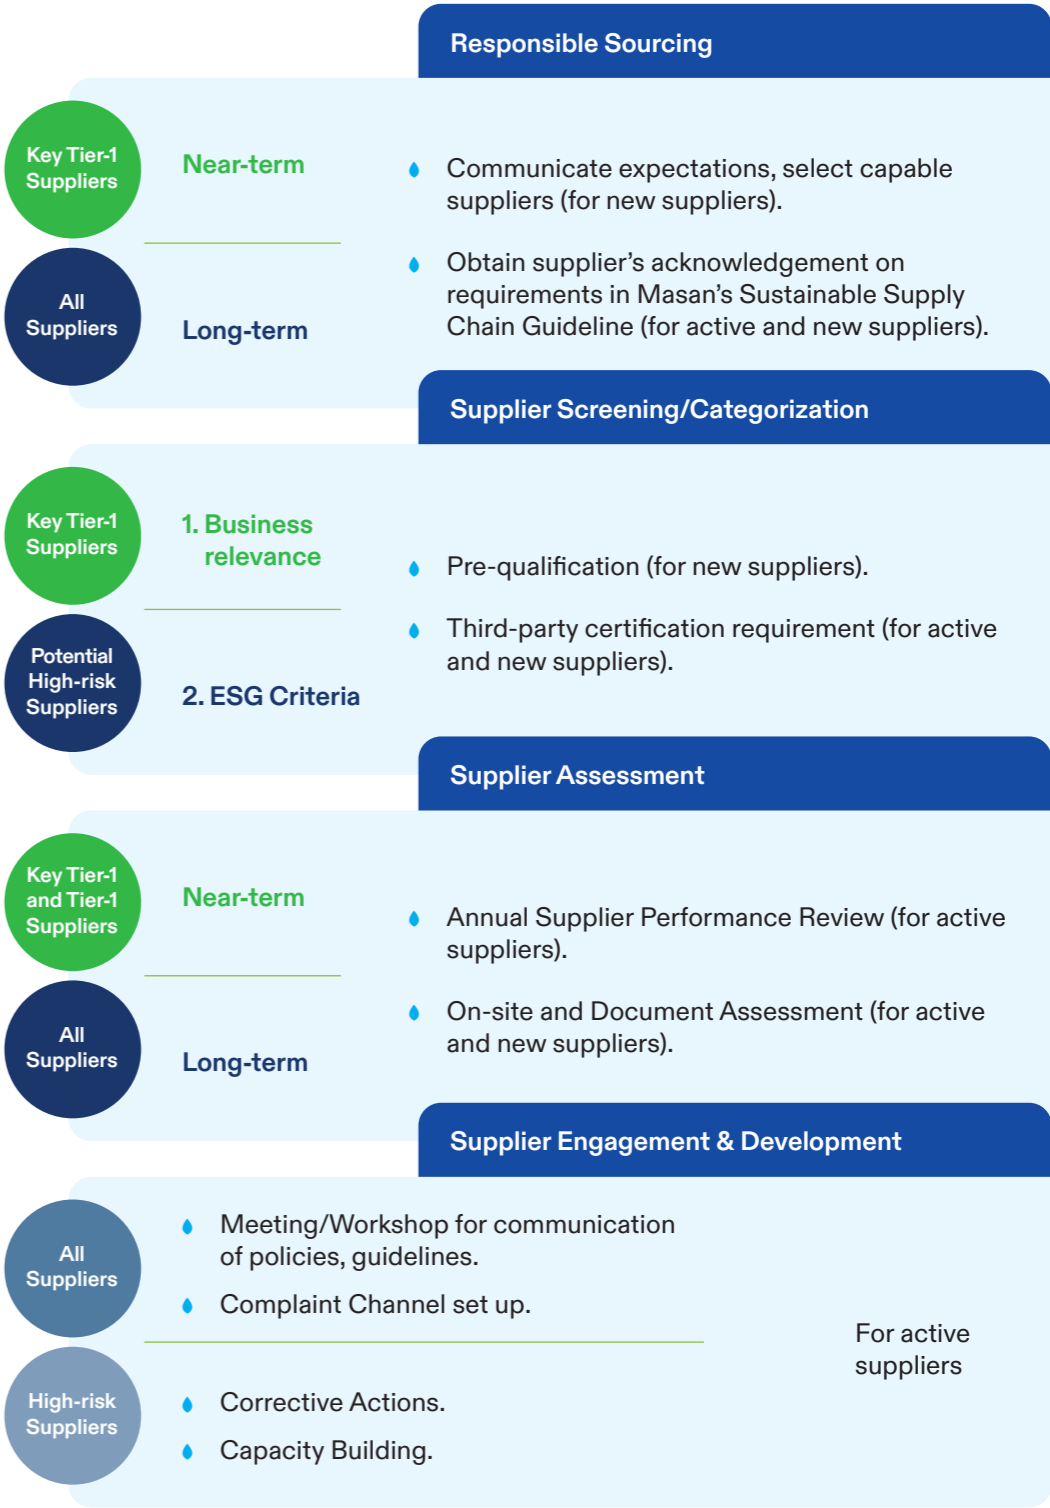 Responsible Sourcing
Key Tier-1
Suppliers
Near-term
All
Suppliers
Long-term
Communicate expectations, select capable
suppliers (for new suppliers).
Obtain supplier’s acknowledgement on
requirements in Masan’s Sustainable Supply
Chain Guideline (for active and new suppliers).
Supplier Screening/Categorization
Key Tier-1
Suppliers
1. Business
relevance
Potential
High-risk
Suppliers
2. ESG Criteria
Pre-qualification (for new suppliers).
Third-party certification requirement (for active
and new suppliers).
Supplier Assessment
Key Tier-1
and Tier-1
Suppliers
Near-term
All
Suppliers
Long-term
Annual Supplier Performance Review (for active
suppliers).
On-site and Document Assessment (for active
and new suppliers).
Supplier Engagement & Development
All
Suppliers
Meeting/Workshop for communication
of policies, guidelines.
Complaint Channel set up.
High-risk
Suppliers
Corrective Actions.
Capacity Building.
For active
suppliers